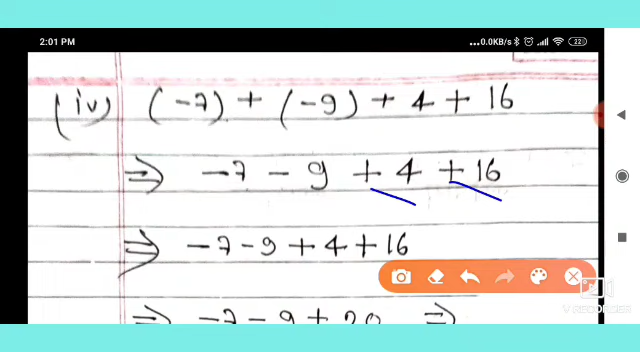 2:01 PM ...0.0KB/s 22
(iv) (-7) + (-9) + 4 + 16
⇒ -7 - 9 + 4 + 16
⇒ -7 - 9 + 4 + 16
⇒ -7 - 9 + 20 ⇒
V RECORDER